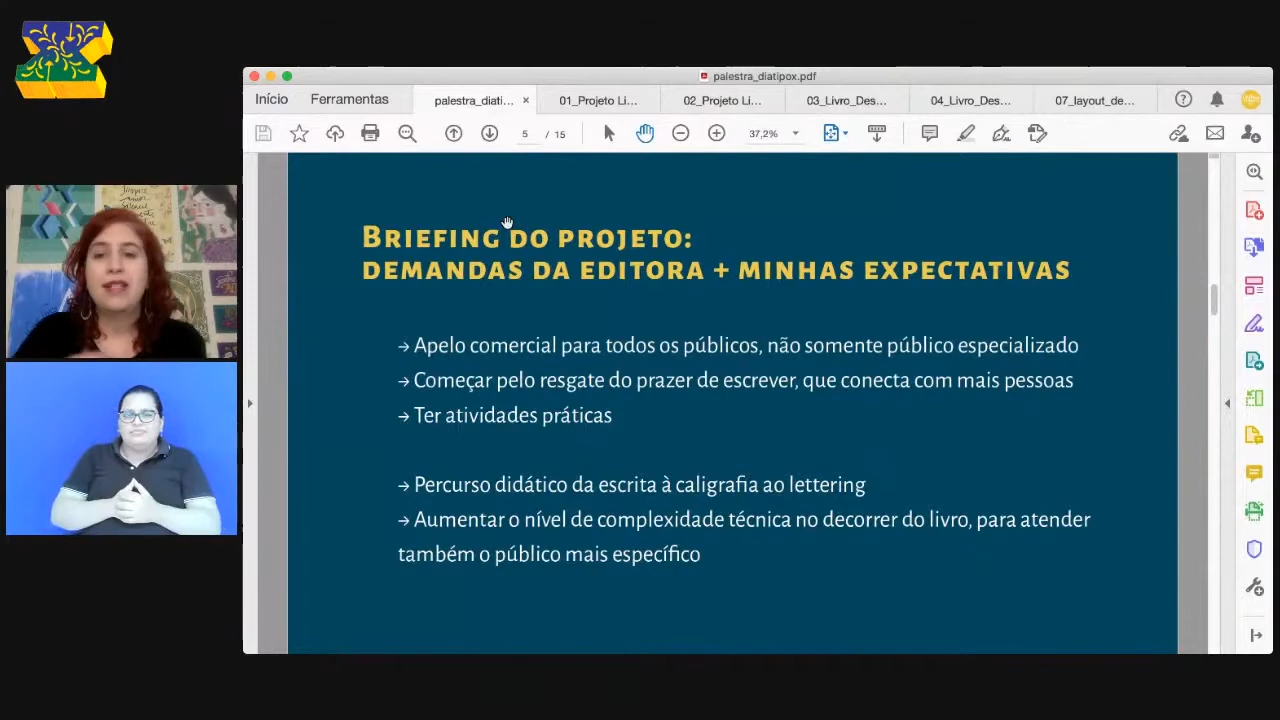 palestra_diatipox.pdf
Início
Ferramentas
palestra_diati...
01_Projeto Li...
02_Projeto Li...
03_Livro_Des...
04_Livro_Des...
07_layout_de...
5 / 15
37,2%
BRIEFING DO PROJETO:
DEMANDAS DA EDITORA + MINHAS EXPECTATIVAS
→ Apelo comercial para todos os públicos, não somente público especializado
→ Começar pelo resgate do prazer de escrever, que conecta com mais pessoas
→ Ter atividades práticas
→ Percurso didático da escrita à caligrafia ao lettering
→ Aumentar o nível de complexidade técnica no decorrer do livro, para atender
também o público mais específico